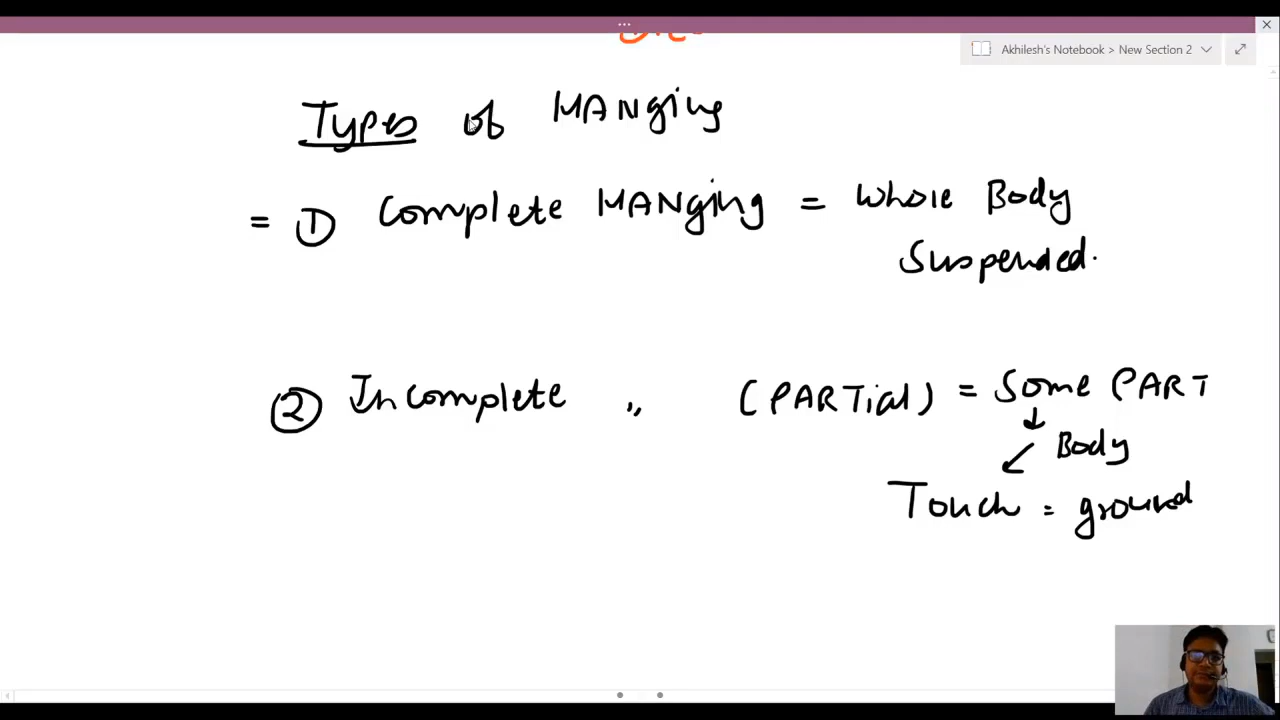 Akhilesh's Notebook > New Section 2
Types of HANging
= ① Complete HANging = Whole Body
Suspended.
② Incomplete " (PARTial) = Some PART
↓
↙ Body
Touch = ground